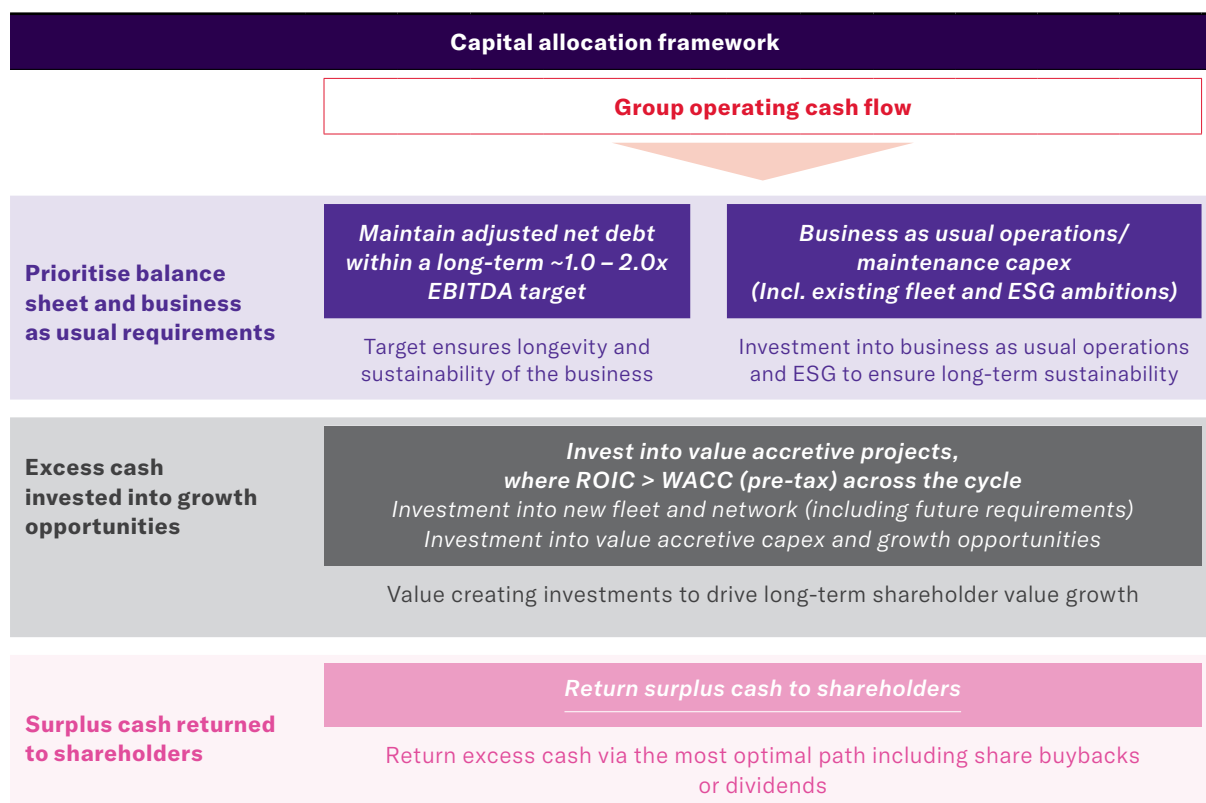 Capital allocation framework
Group operating cash flow
Prioritise balance
sheet and business
as usual requirements
Maintain adjusted net debt
within a long-term ~1.0 – 2.0x
EBITDA target
Target ensures longevity and
sustainability of the business
Business as usual operations/
maintenance capex
(Incl. existing fleet and ESG ambitions)
Investment into business as usual operations
and ESG to ensure long-term sustainability
Excess cash
invested into growth
opportunities
Invest into value accretive projects,
where ROIC > WACC (pre-tax) across the cycle
Investment into new fleet and network (including future requirements)
Investment into value accretive capex and growth opportunities
Value creating investments to drive long-term shareholder value growth
Surplus cash returned
to shareholders
Return surplus cash to shareholders
Return excess cash via the most optimal path including share buybacks
or dividends